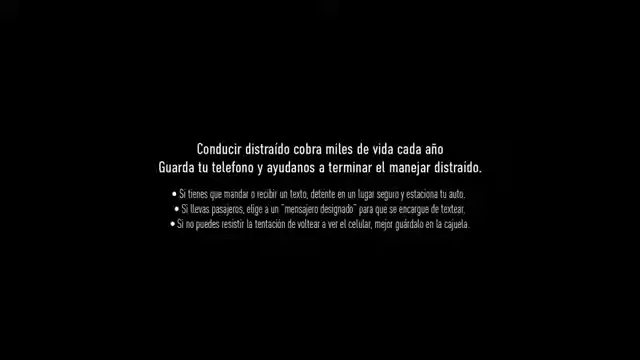 Conducir distraído cobra miles de vida cada año
Guarda tu telefono y ayudanos a terminar el manejar distraído.
• Si tienes que mandar o recibir un texto, detente en un lugar seguro y estaciona tu auto.
• Si llevas pasajeros, elige a un "mensajero designado" para que se encargue de textear.
• Si no puedes resistir la tentación de voltear a ver el celular, mejor guárdalo en la cajuela.